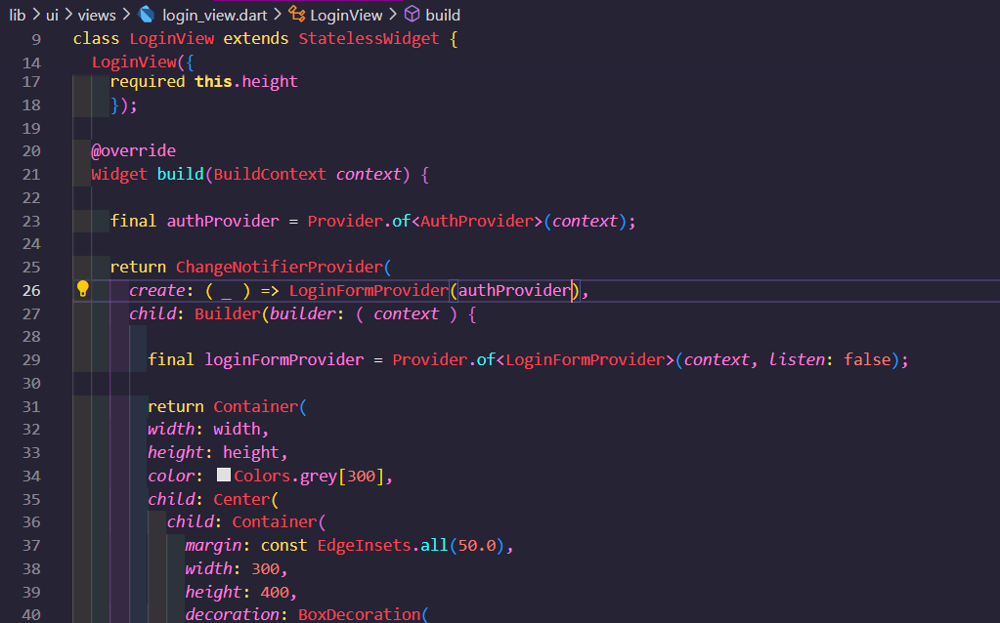 lib > ui > views > login_view.dart > LoginView > build
9 class LoginView extends StatelessWidget {
14 LoginView({
17 required this.height
18 });
19
20 @override
21 Widget build(BuildContext context) {
22
23 final authProvider = Provider.of<AuthProvider>(context);
24
25 return ChangeNotifierProvider(
26 create: ( _ ) => LoginFormProvider(authProvider),
27 child: Builder(builder: ( context ) {
28
29 final loginFormProvider = Provider.of<LoginFormProvider>(context, listen: false);
30
31 return Container(
32 width: width,
33 height: height,
34 color: Colors.grey[300],
35 child: Center(
36 child: Container(
37 margin: const EdgeInsets.all(50.0),
38 width: 300,
39 height: 400,
40 decoration: BoxDecoration(